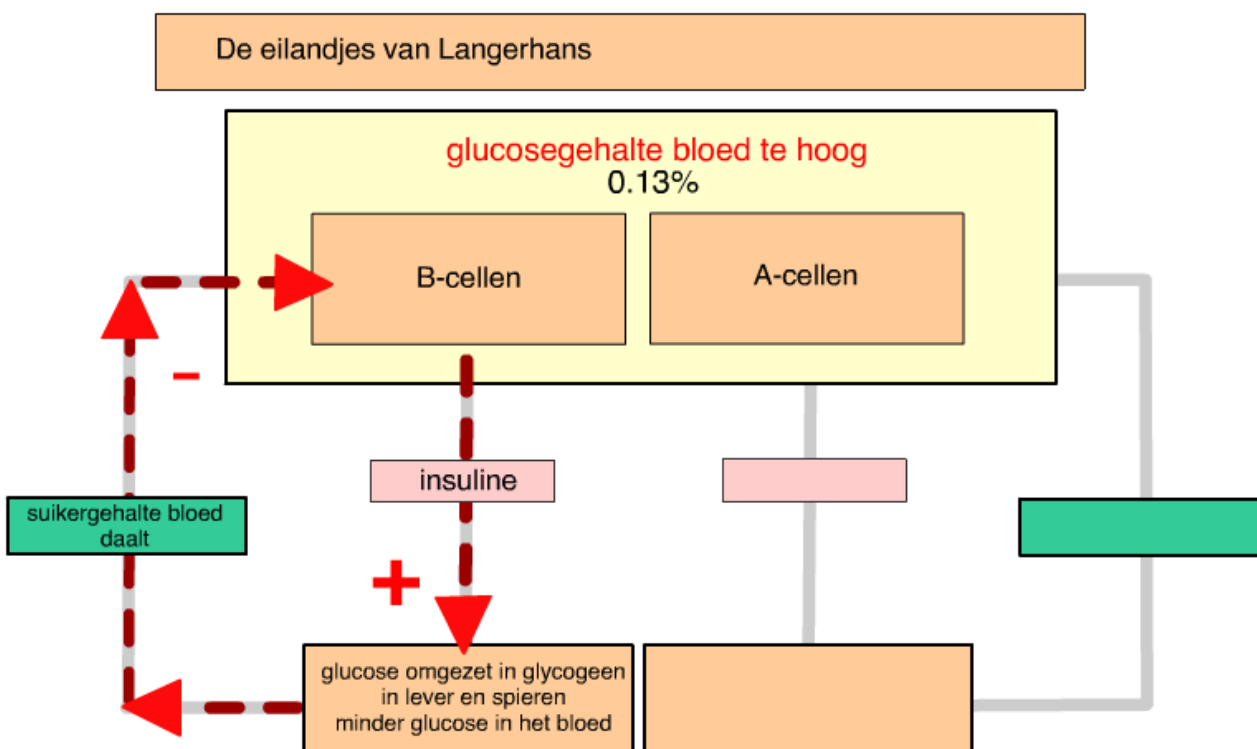 De eilandjes van Langerhans
glucosegehalte bloed te hoog
0.13%
B-cellen
A-cellen
-
insuline
suikergehalte bloed
daalt
+
glucose omgezet in glycogeen
in lever en spieren
minder glucose in het bloed